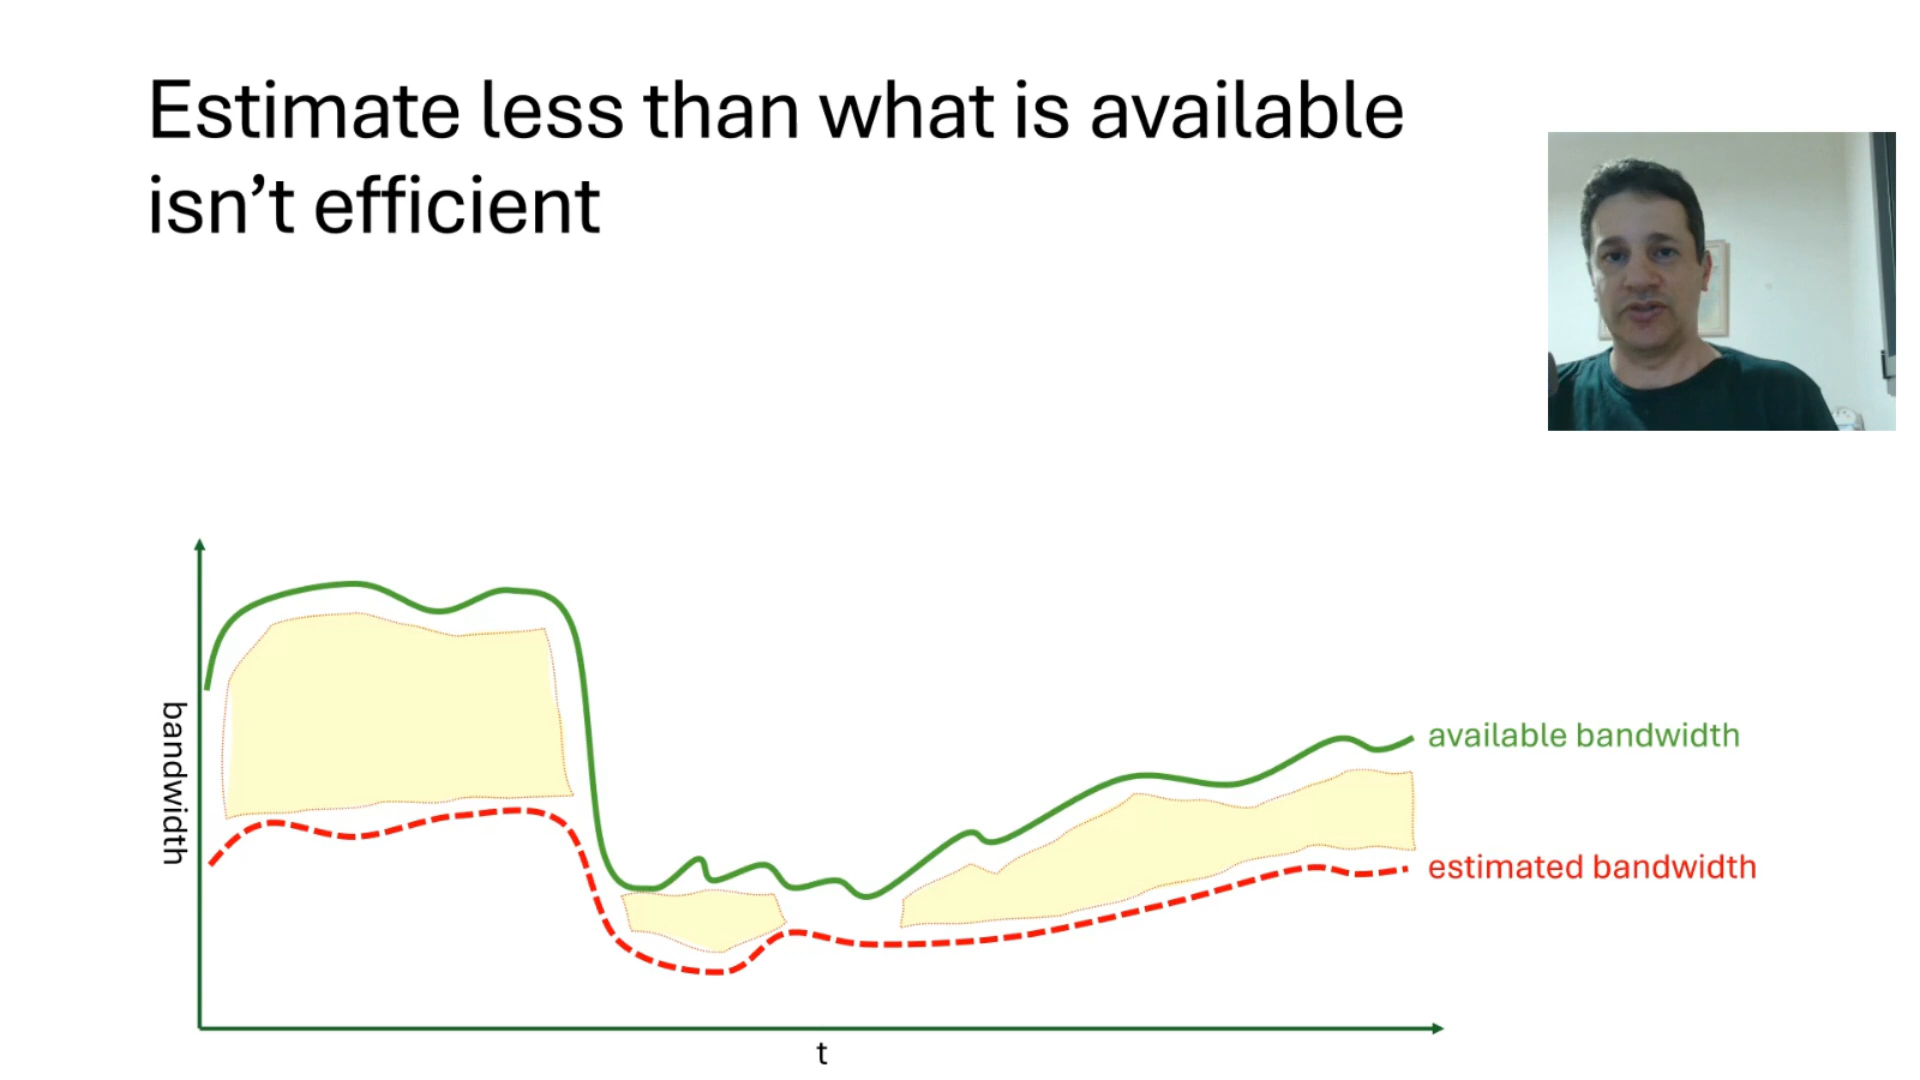 Estimate less than what is available
isn’t efficient
bandwidth
available bandwidth
estimated bandwidth
t